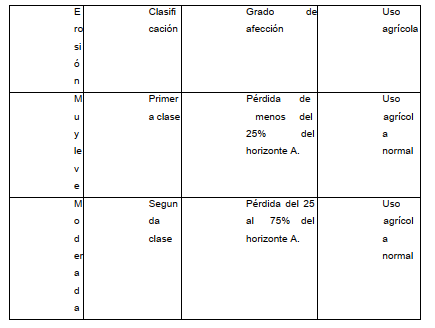 Erosión
Clasificación
Grado de afección
Uso agrícola
Muy leve
Primera clase
Pérdida de menos del 25% del horizonte A.
Uso agrícola normal
Moderada
Segunda clase
Pérdida del 25 al 75% del horizonte A.
Uso agrícola normal